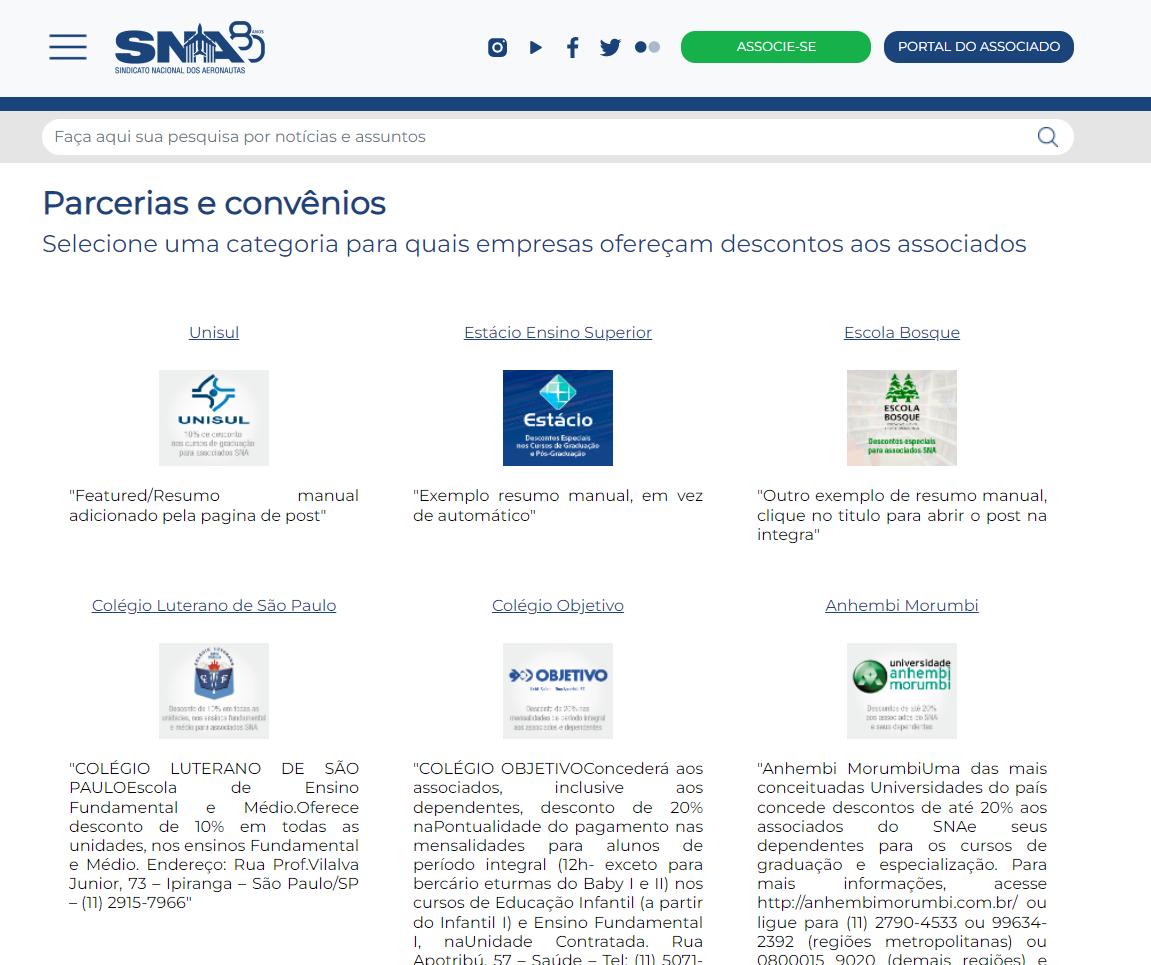 SNA 80 ANOS
SINDICATO NACIONAL DOS AERONAUTAS
ASSOCIE-SE
PORTAL DO ASSOCIADO
Faça aqui sua pesquisa por notícias e assuntos
Parcerias e convênios
Selecione uma categoria para quais empresas ofereçam descontos aos associados
Unisul
UNISUL
10% de desconto
nos cursos de graduação
para associados SNA
"Featured/Resumo manual
adicionado pela pagina de post"
Estácio Ensino Superior
Estácio
Descontos Especiais
nos Cursos de Graduação
e Pós-Graduação
"Exemplo resumo manual, em vez
de automático"
Escola Bosque
ESCOLA
BOSQUE
Descontos especiais
para associados SNA
"Outro exemplo de resumo manual,
clique no titulo para abrir o post na
integra"
Colégio Luterano de São Paulo
COLÉGIO LUTERANO
Desconto de 10% em todas as
unidades, nos ensinos fundamental
e médio para associados SNA
"COLÉGIO LUTERANO DE SÃO
PAULOEscola de Ensino
Fundamental e Médio.Oferece
desconto de 10% em todas as
unidades, nos ensinos Fundamental
e Médio. Endereço: Rua Prof.Vilalva
Junior, 73 – Ipiranga – São Paulo/SP
– (11) 2915-7966"
Colégio Objetivo
OBJETIVO
Desconto de 20% nas
mensalidades de período integral
aos associados e dependentes
"COLÉGIO OBJETIVOConcederá aos
associados, inclusive aos
dependentes, desconto de 20%
naPontualidade do pagamento nas
mensalidades para alunos de
período integral (12h- exceto para
bercário eturmas do Baby I e II) nos
cursos de Educação Infantil (a partir
do Infantil I) e Ensino Fundamental
I, naUnidade Contratada. Rua
Apotribú, 57 – Saúde – Tel: (11) 5071-
Anhembi Morumbi
universidade
anhembi
morumbi
Descontos de até 20%
aos associados do SNA
e seus dependentes
"Anhembi MorumbiUma das mais
conceituadas Universidades do país
concede descontos de até 20% aos
associados do SNAe seus
dependentes para os cursos de
graduação e especialização. Para
mais informações, acesse
http://anhembimorumbi.com.br/ ou
ligue para (11) 2790-4533 ou 99634-
2392 (regiões metropolitanas) ou
0800015 9020 (demais regiões) e